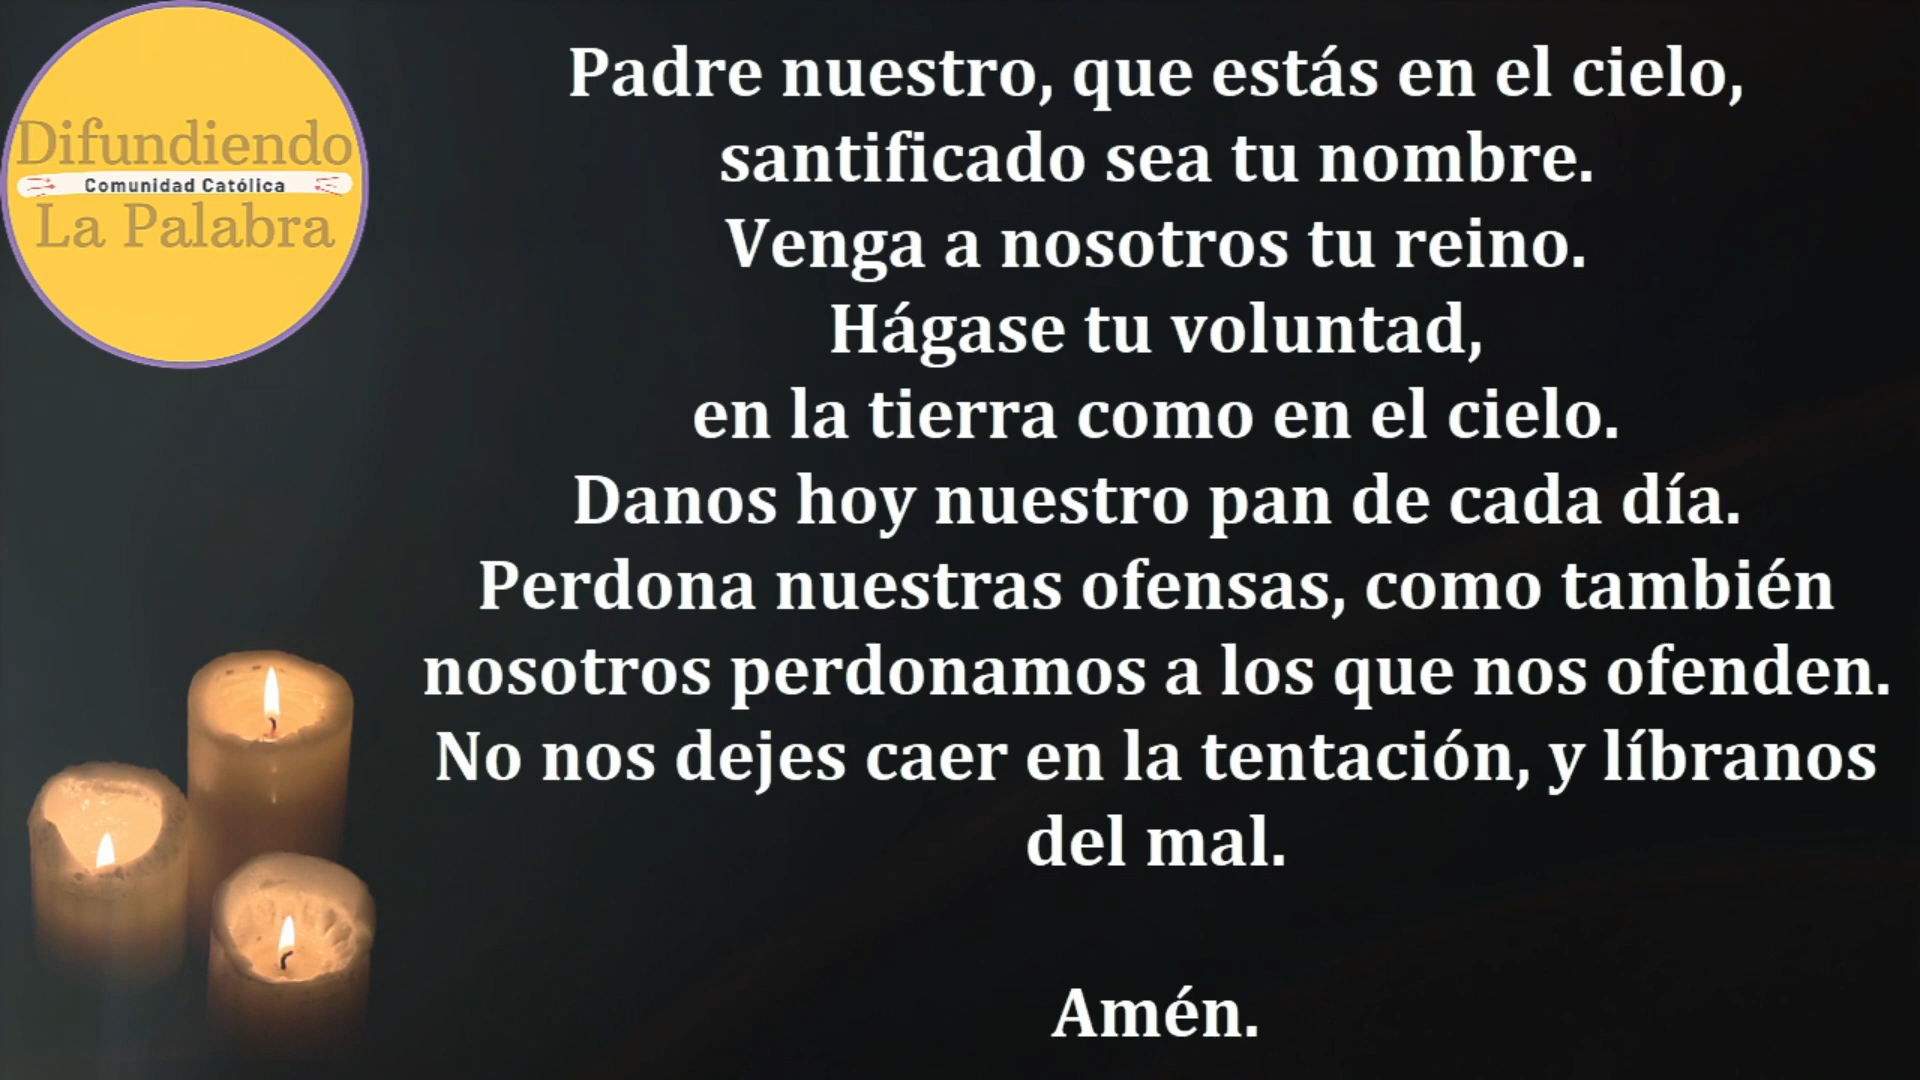 Difundiendo
Comunidad Católica
La Palabra
Padre nuestro, que estás en el cielo,
santificado sea tu nombre.
Venga a nosotros tu reino.
Hágase tu voluntad,
en la tierra como en el cielo.
Danos hoy nuestro pan de cada día.
Perdona nuestras ofensas, como también
nosotros perdonamos a los que nos ofenden.
No nos dejes caer en la tentación, y líbranos
del mal.
Amén.